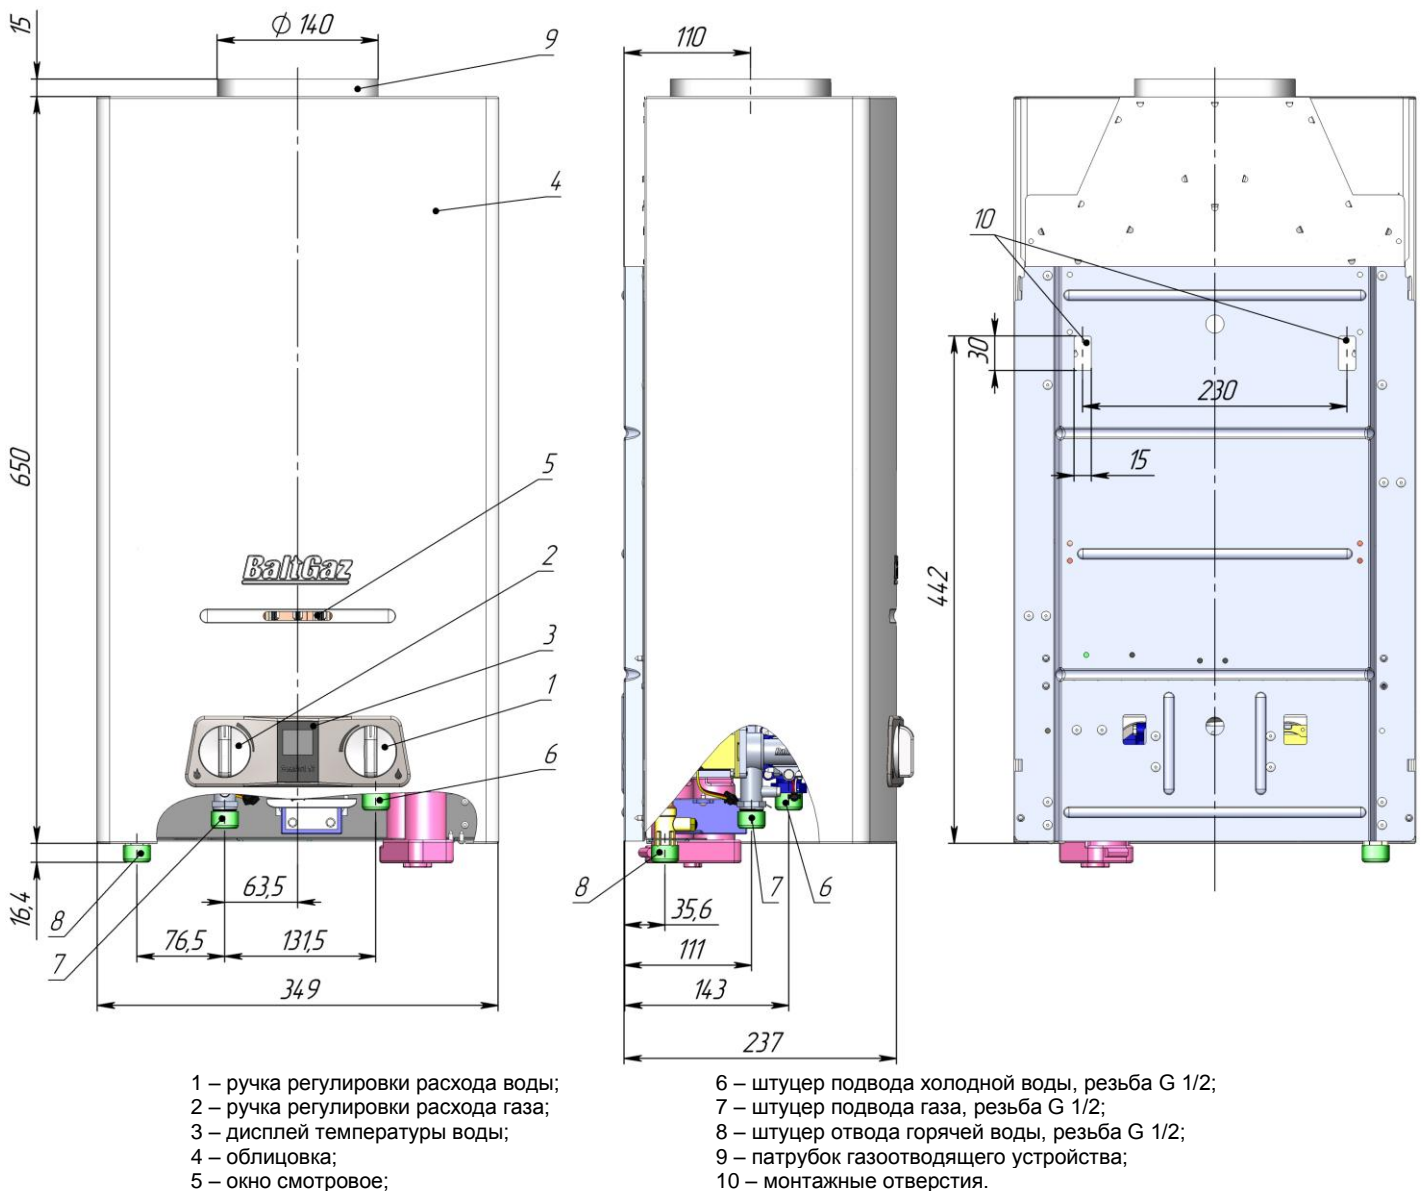 15
Ф 140
9
110
4
10
30
230
15
650
5
BaltGaz
2
442
3
1
6
BaltGaz
16,4
8
7
63,5
76,5
131,5
349
8
7
6
35,6
111
143
237
1 – ручка регулировки расхода воды;
2 – ручка регулировки расхода газа;
3 – дисплей температуры воды;
4 – облицовка;
5 – окно смотровое;
6 – штуцер подвода холодной воды, резьба G 1/2;
7 – штуцер подвода газа, резьба G 1/2;
8 – штуцер отвода горячей воды, резьба G 1/2;
9 – патрубок газоотводящего устройства;
10 – монтажные отверстия.